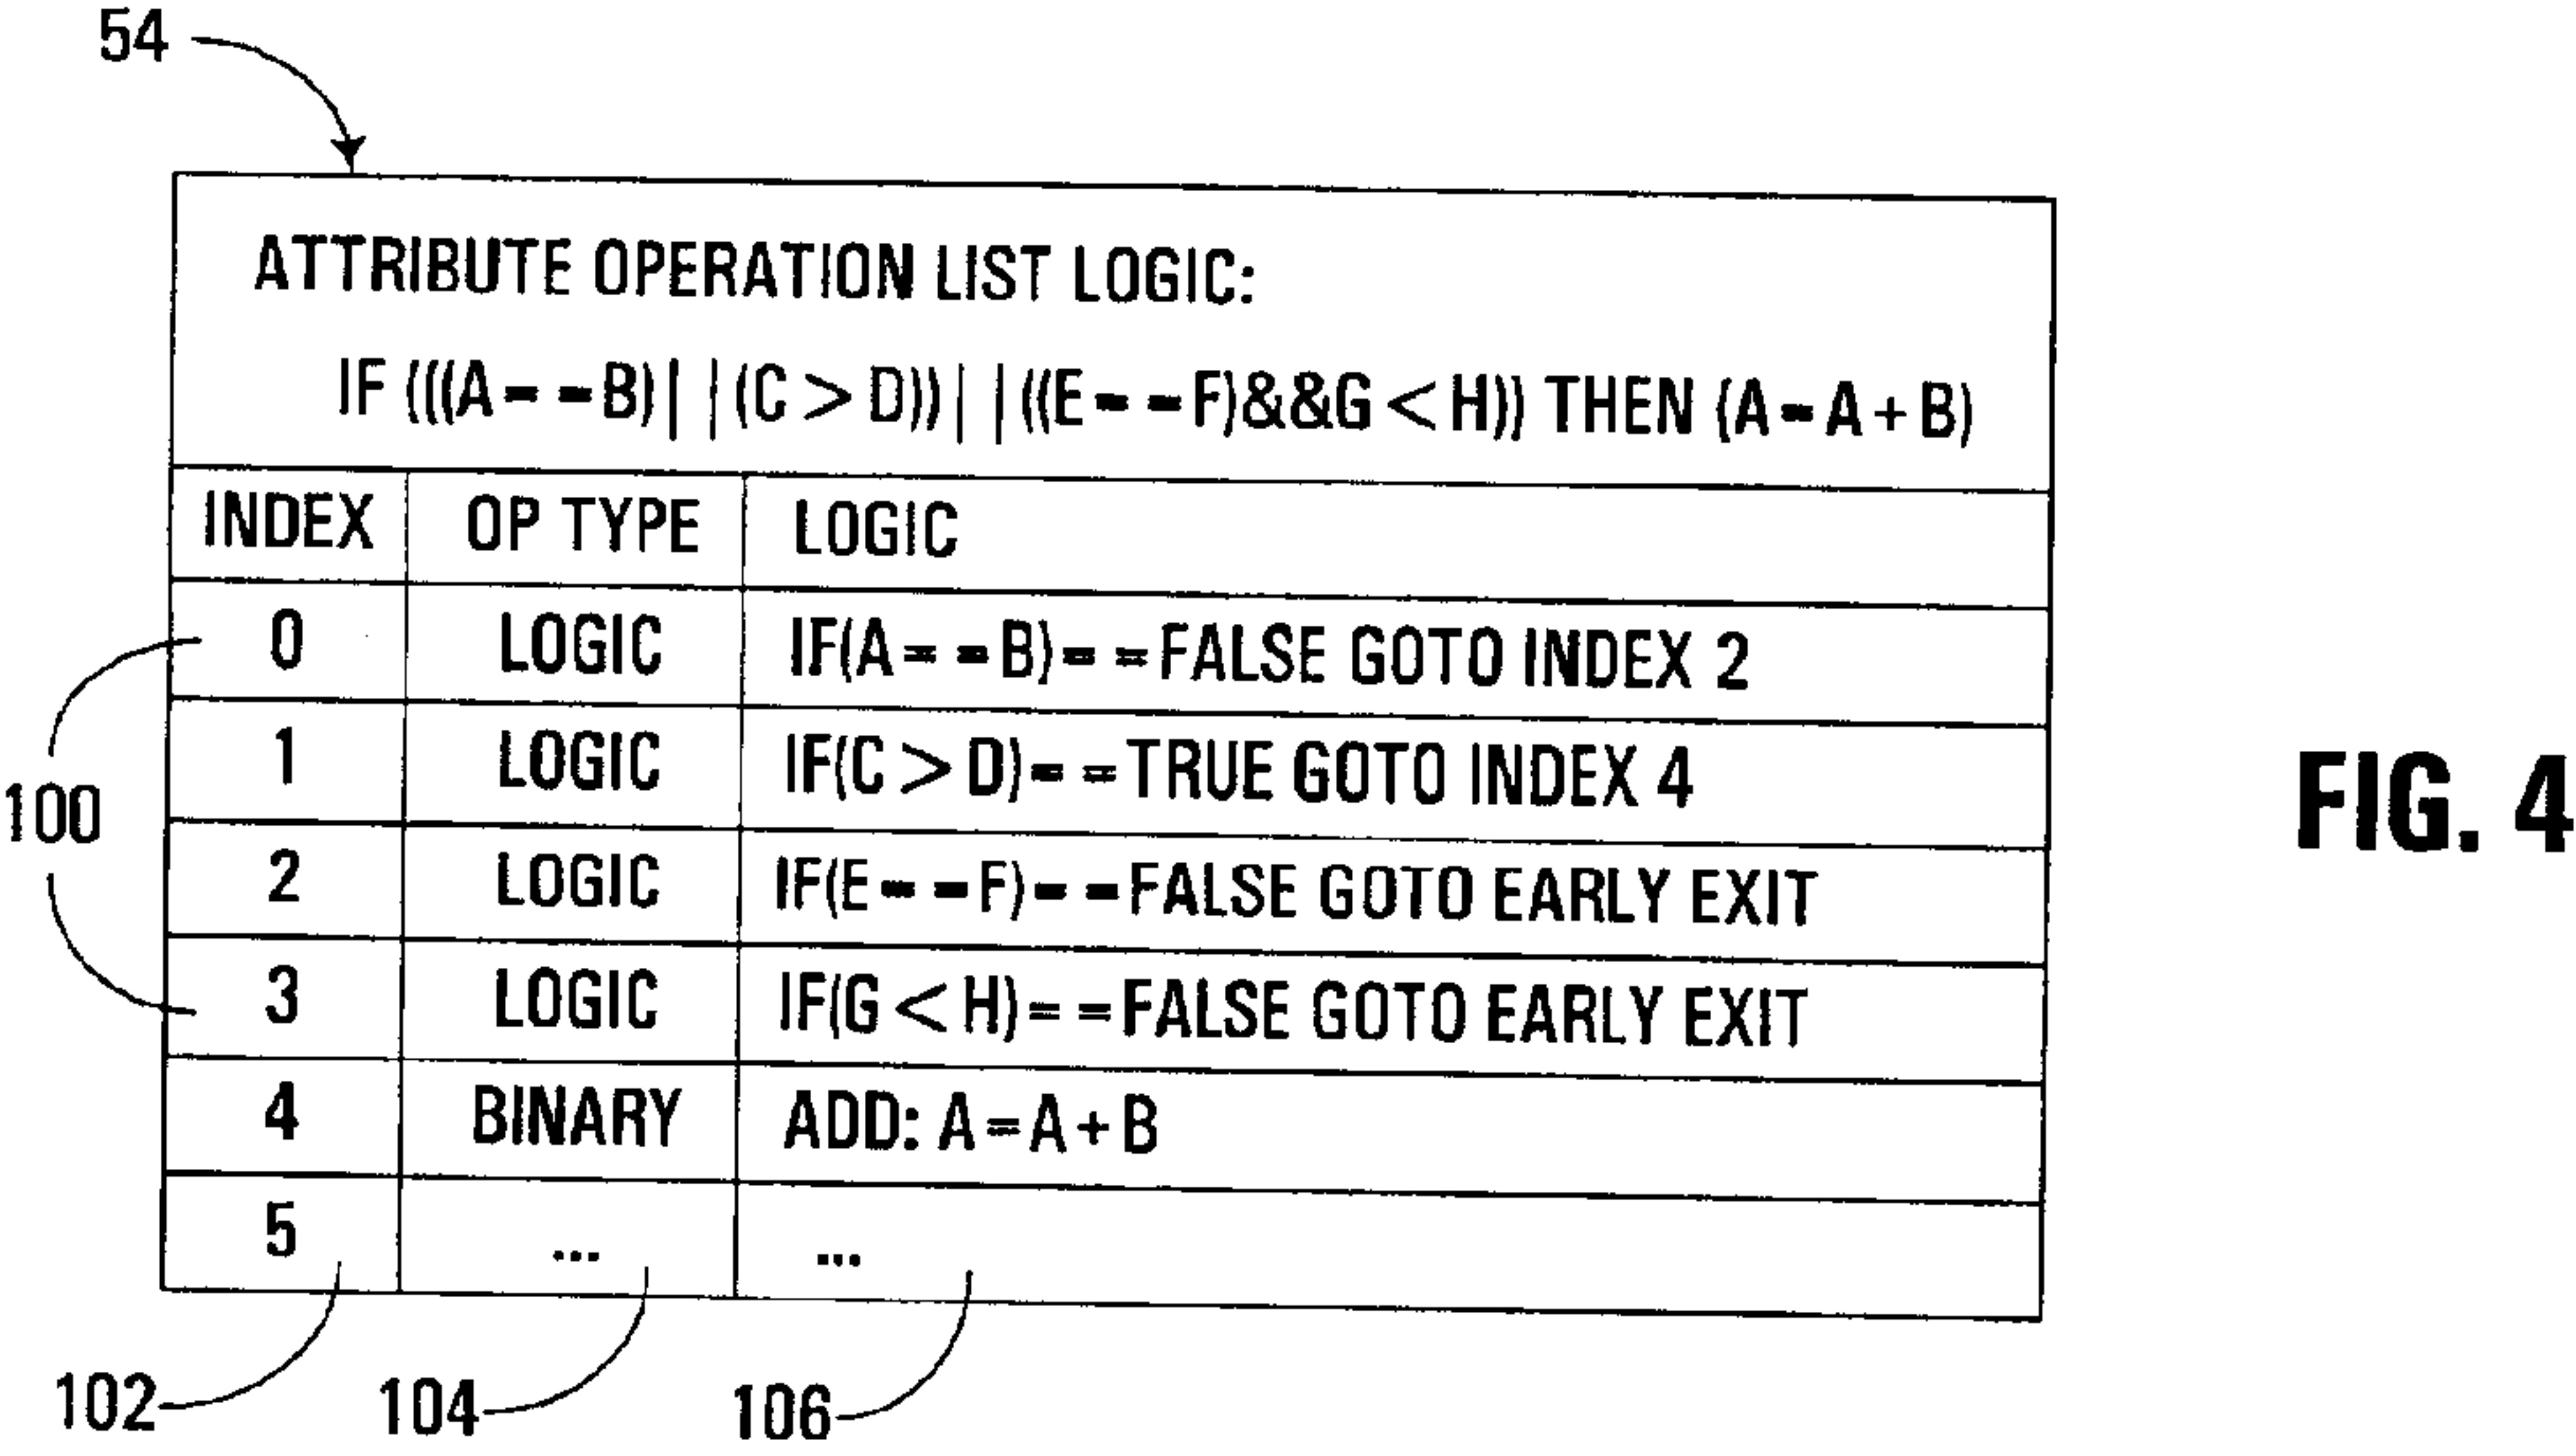 54
ATTRIBUTE OPERATION LIST LOGIC:
IF (((A==B)||(C > D))||((E==F)&&G < H)) THEN (A=A+B)
INDEX OP TYPE LOGIC
0 LOGIC IF(A==B)==FALSE GOTO INDEX 2
1 LOGIC IF(C > D)==TRUE GOTO INDEX 4
100
2 LOGIC IF(E==F)==FALSE GOTO EARLY EXIT
3 LOGIC IF(G < H)==FALSE GOTO EARLY EXIT
4 BINARY ADD: A=A+B
5 ... ...
102 104 106
FIG. 4